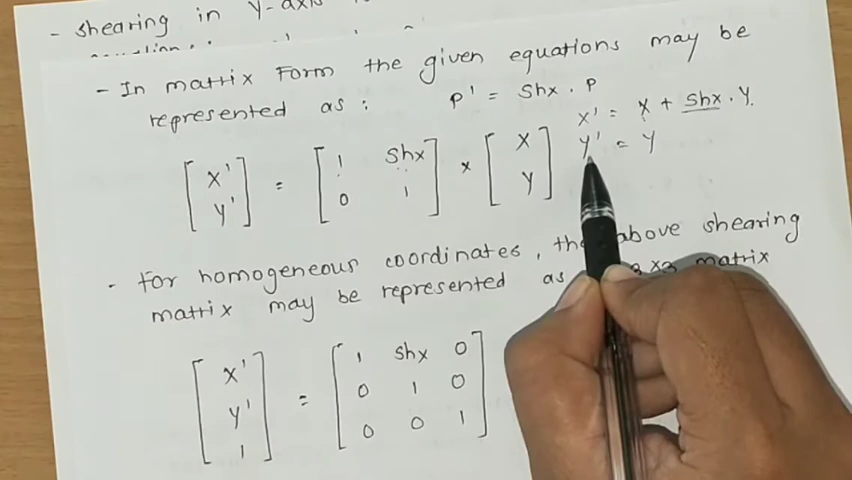 - shearing in Y-axis
- In matrix Form the given equations may be
represented as : P' = Shx . P
x' = x + Shx . y.
y' = y
[x' y'] = [1 Shx 0 1] × [x y]
- For homogeneous coordinates, the above shearing
matrix may be represented as 3×3 matrix
[x' y' 1] = [1 Shx 0 0 1 0 0 0 1]